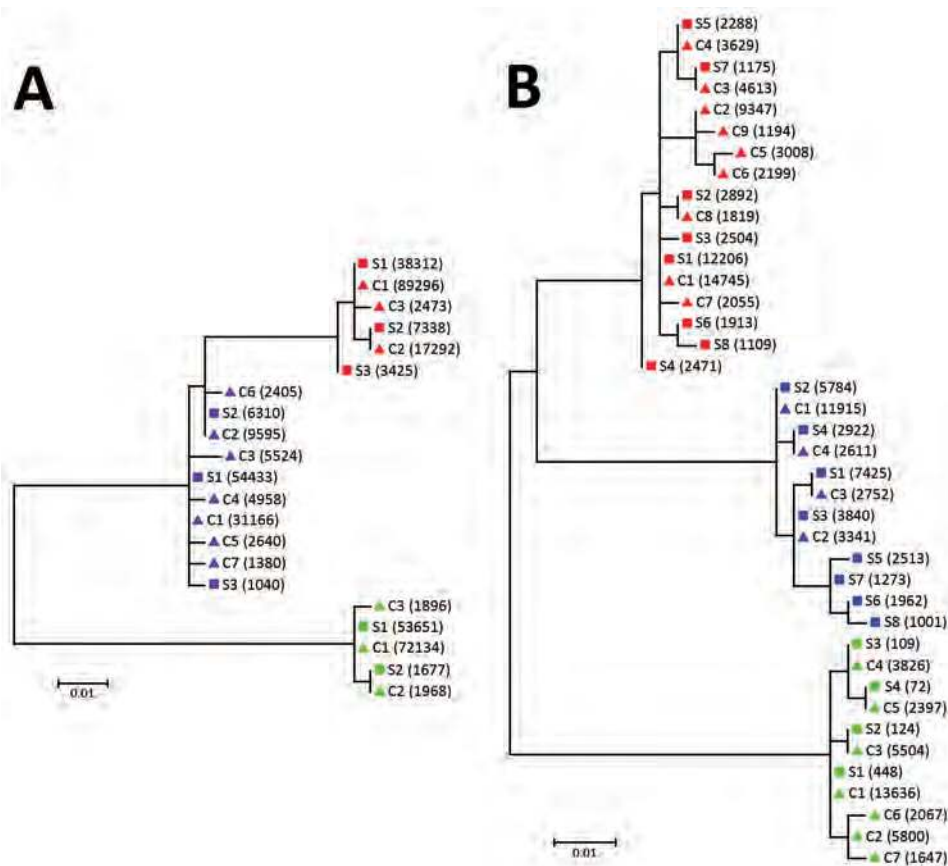 A
S1 (38312)
C1 (89296)
C3 (2473)
S2 (7338)
C2 (17292)
S3 (3425)
C6 (2405)
S2 (6310)
C2 (9595)
C3 (5524)
S1 (54433)
C4 (4958)
C1 (31166)
C5 (2640)
C7 (1380)
S3 (1040)
C3 (1896)
S1 (53651)
C1 (72134)
S2 (1677)
C2 (1968)
0.01
B
S5 (2288)
C4 (3629)
S7 (1175)
C3 (4613)
C2 (9347)
C9 (1194)
C5 (3008)
C6 (2199)
S2 (2892)
C8 (1819)
S3 (2504)
S1 (12206)
C1 (14745)
C7 (2055)
S6 (1913)
S8 (1109)
S4 (2471)
S2 (5784)
C1 (11915)
S4 (2922)
C4 (2611)
S1 (7425)
C3 (2752)
S3 (3840)
C2 (3341)
S5 (2513)
S7 (1273)
S6 (1962)
S8 (1001)
S3 (109)
C4 (3826)
S4 (72)
C5 (2397)
S2 (124)
C3 (5504)
S1 (448)
C1 (13636)
C6 (2067)
C2 (5800)
C7 (1647)
0.01